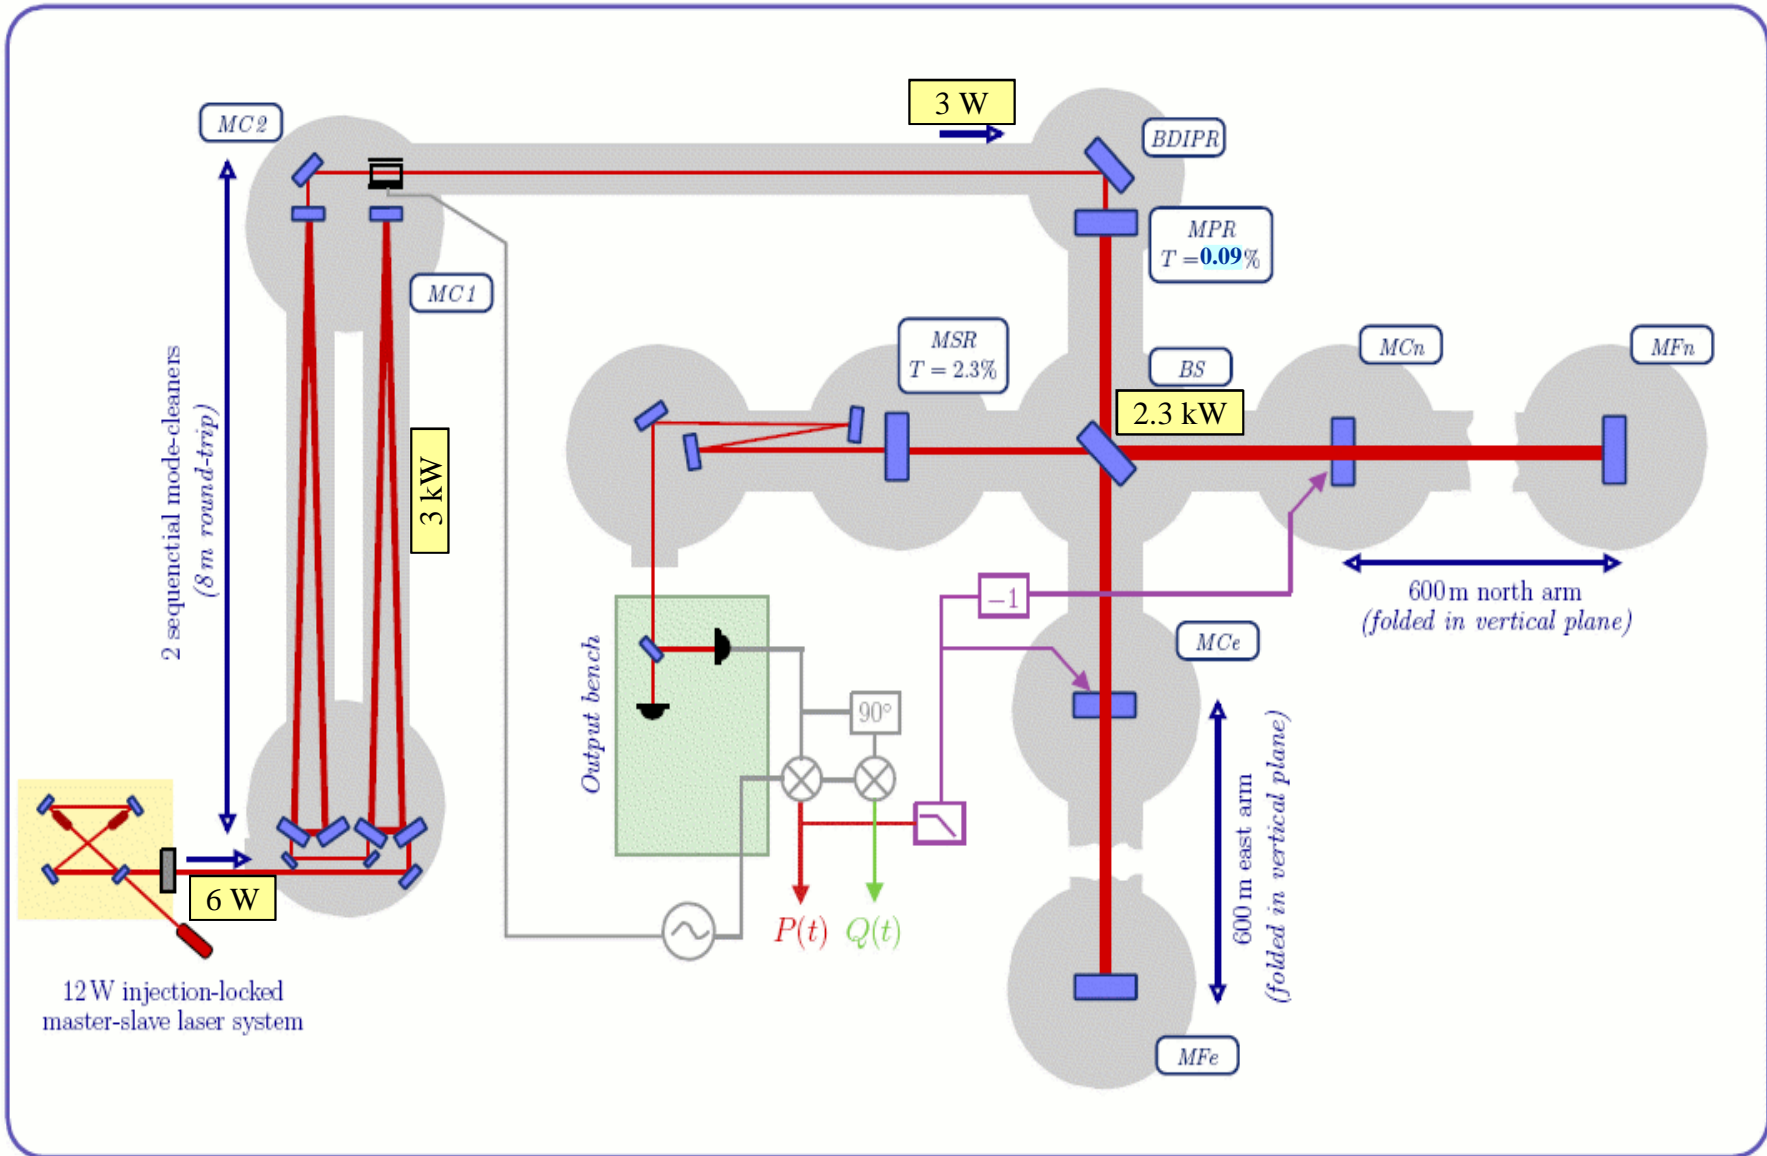 3 W
MC2
BDIPR
MPR
T = 0.09%
MC1
MSR
T = 2.3%
BS
MCn
MFn
2.3 kW
2 sequenctial mode-cleaners
(8 m round-trip)
3 kW
600 m north arm
(folded in vertical plane)
−1
MCe
Output bench
90°
600 m east arm
(folded in vertical plane)
6 W
P(t) Q(t)
12 W injection-locked
master-slave laser system
MFe